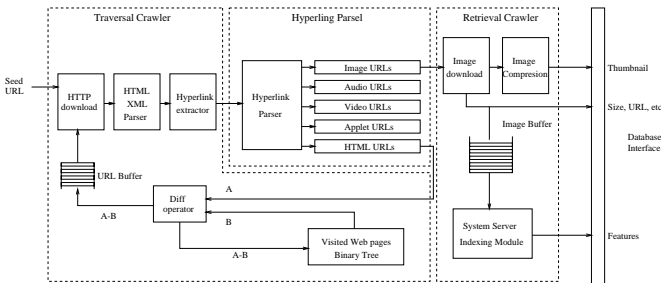 Traversal Crawler
Hyperling Parsel
Retrieval Crawler
Seed
URL
HTTP
download
HTML
XML
Parser
Hyperlink
extractor
Hyperlink
Parser
Image URLs
Audio URLs
Video URLs
Applet URLs
HTML URLs
Image
download
Image
Compresion
Thumbnail
Size, URL, etc
Database
Interface
Image Buffer
URL Buffer
A
Diff
operator
B
A-B
A-B
Visited Web pages
Binary Tree
System Server
Indexing Module
Features